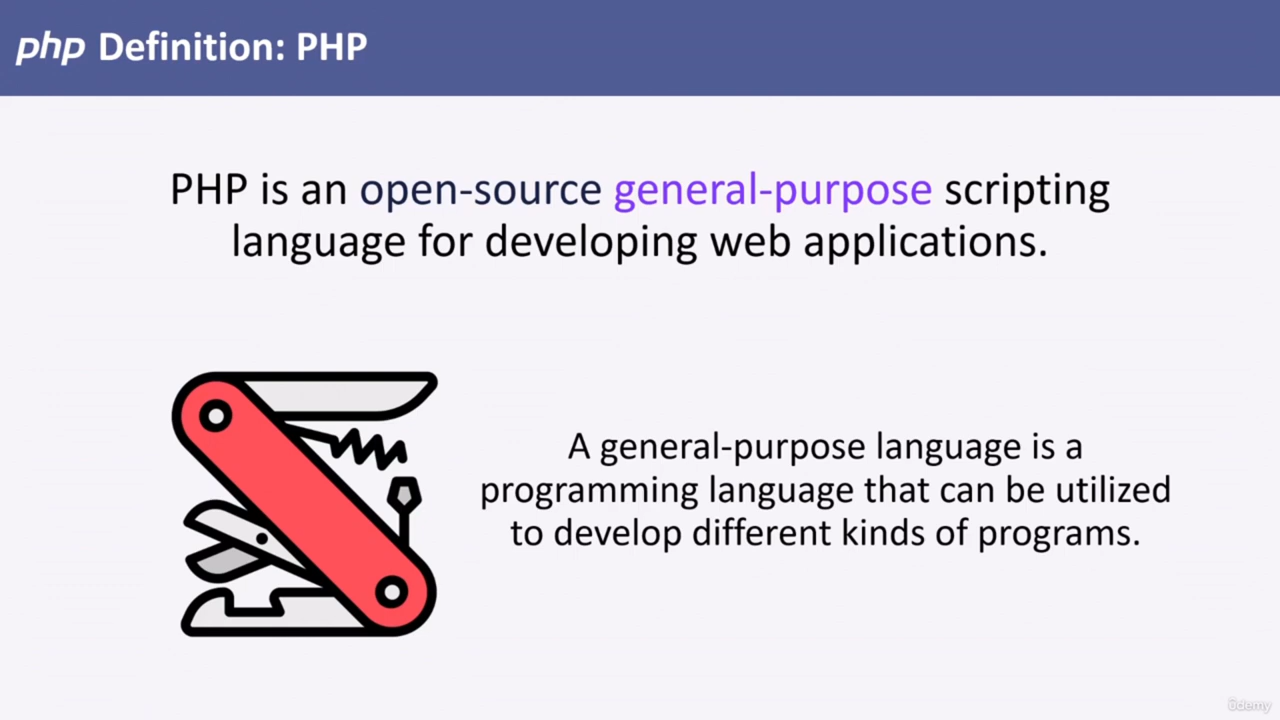 php Definition: PHP
PHP is an open-source general-purpose scripting
language for developing web applications.
A general-purpose language is a
programming language that can be utilized
to develop different kinds of programs.
ûdemy